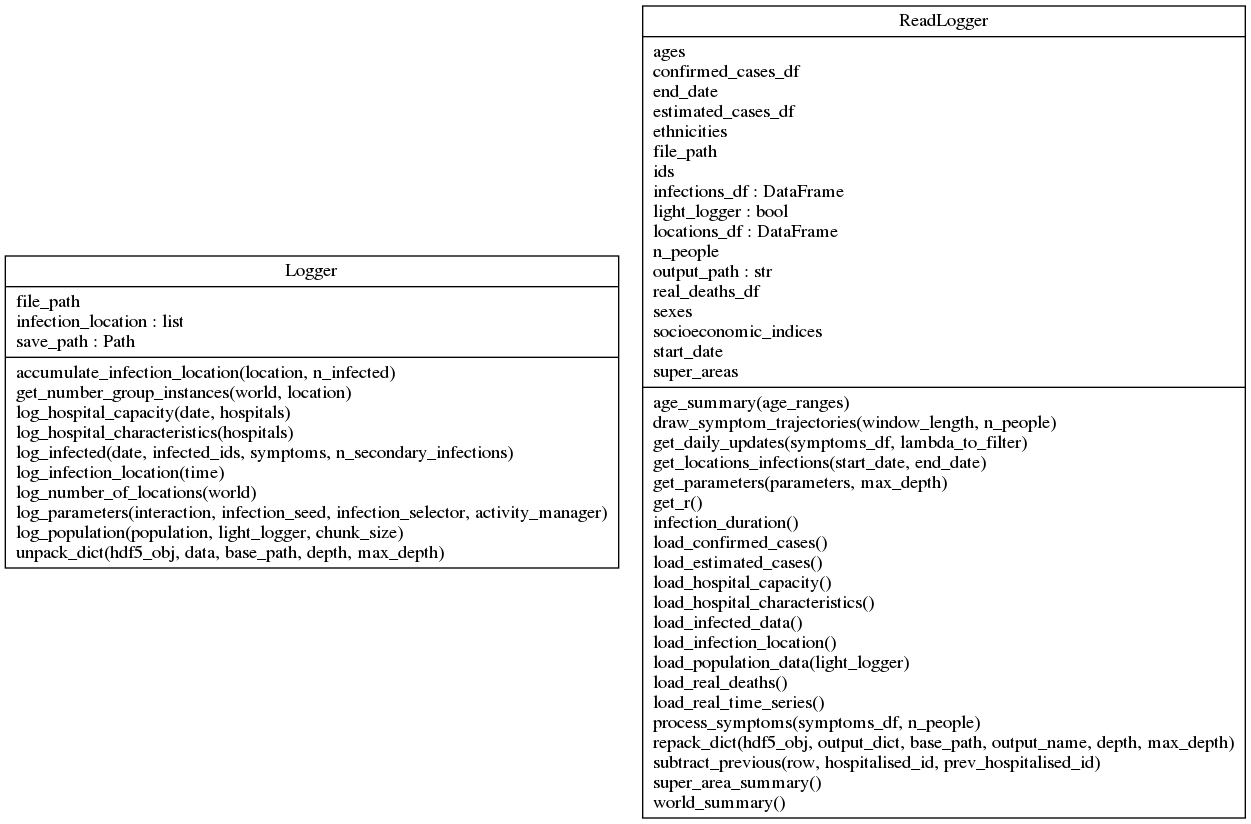 Logger
file_path
infection_location : list
save_path : Path
accumulate_infection_location(location, n_infected)
get_number_group_instances(world, location)
log_hospital_capacity(date, hospitals)
log_hospital_characteristics(hospitals)
log_infected(date, infected_ids, symptoms, n_secondary_infections)
log_infection_location(time)
log_number_of_locations(world)
log_parameters(interaction, infection_seed, infection_selector, activity_manager)
log_population(population, light_logger, chunk_size)
unpack_dict(hdf5_obj, data, base_path, depth, max_depth)
ReadLogger
ages
confirmed_cases_df
end_date
estimated_cases_df
ethnicities
file_path
ids
infections_df : DataFrame
light_logger : bool
locations_df : DataFrame
n_people
output_path : str
real_deaths_df
sexes
socioeconomic_indices
start_date
super_areas
age_summary(age_ranges)
draw_symptom_trajectories(window_length, n_people)
get_daily_updates(symptoms_df, lambda_to_filter)
get_locations_infections(start_date, end_date)
get_parameters(parameters, max_depth)
get_r()
infection_duration()
load_confirmed_cases()
load_estimated_cases()
load_hospital_capacity()
load_hospital_characteristics()
load_infected_data()
load_infection_location()
load_population_data(light_logger)
load_real_deaths()
load_real_time_series()
process_symptoms(symptoms_df, n_people)
repack_dict(hdf5_obj, output_dict, base_path, output_name, depth, max_depth)
subtract_previous(row, hospitalised_id, prev_hospitalised_id)
super_area_summary()
world_summary()